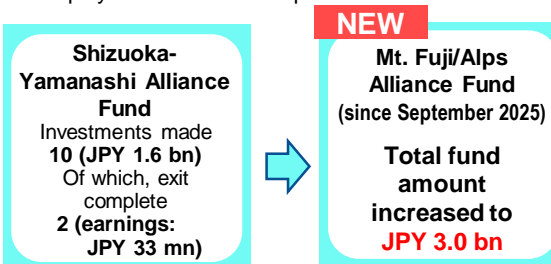 Shizuoka-
Yamanashi Alliance
Fund
Investments made
10 (JPY 1.6 bn)
Of which, exit
complete
2 (earnings:
JPY 33 mn)
NEW
Mt. Fuji/Alps
Alliance Fund
(since September 2025)
Total fund
amount
increased to
JPY 3.0 bn